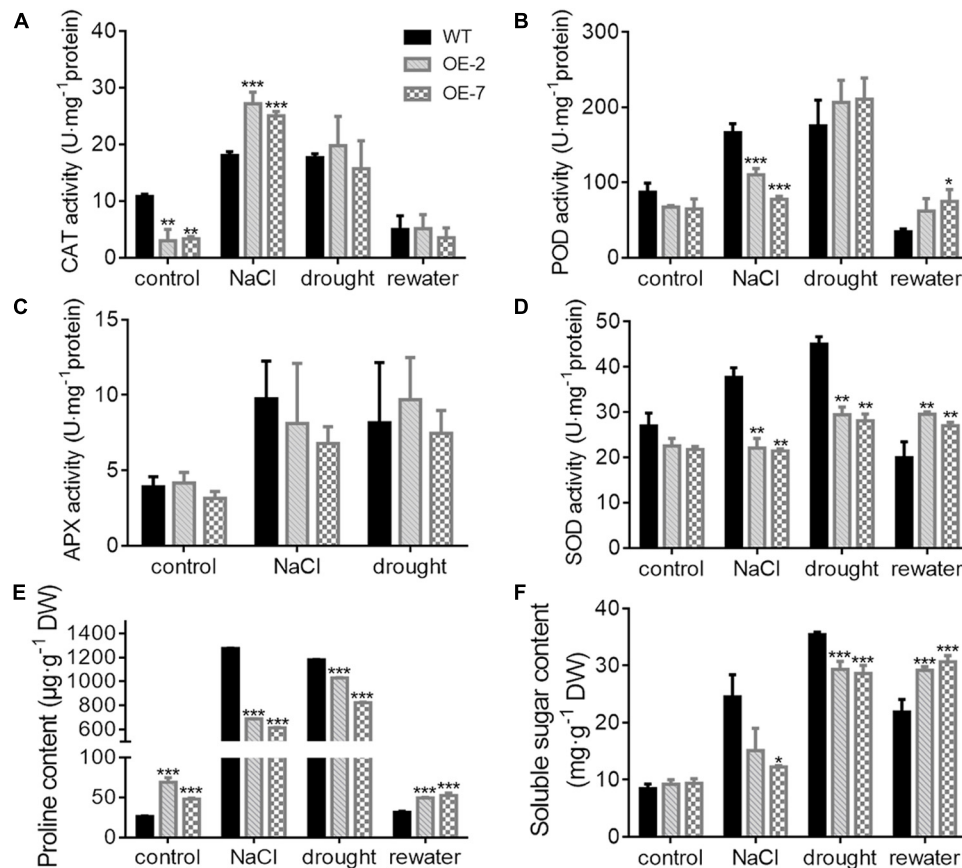 A
CAT activity (U·mg⁻¹protein)
40
30
20
10
0
*** ***
** **
control NaCl drought rewater
WT
OE-2
OE-7
B
POD activity (U·mg⁻¹protein)
300
200
100
0
***
***
*
control NaCl drought rewater
C
APX activity (U·mg⁻¹protein)
15
10
5
0
control NaCl drought
D
SOD activity (U·mg⁻¹protein)
50
40
30
20
10
0
** **
** **
** **
control NaCl drought rewater
E
Proline content (µg·g⁻¹ DW)
1400
1200
1000
800
600
100
50
0
***
***
*** ***
***
***
*** ***
control NaCl drought rewater
F
Soluble sugar content
(mg·g⁻¹ DW)
40
30
20
10
0
*
*** ***
*** ***
control NaCl drought rewater